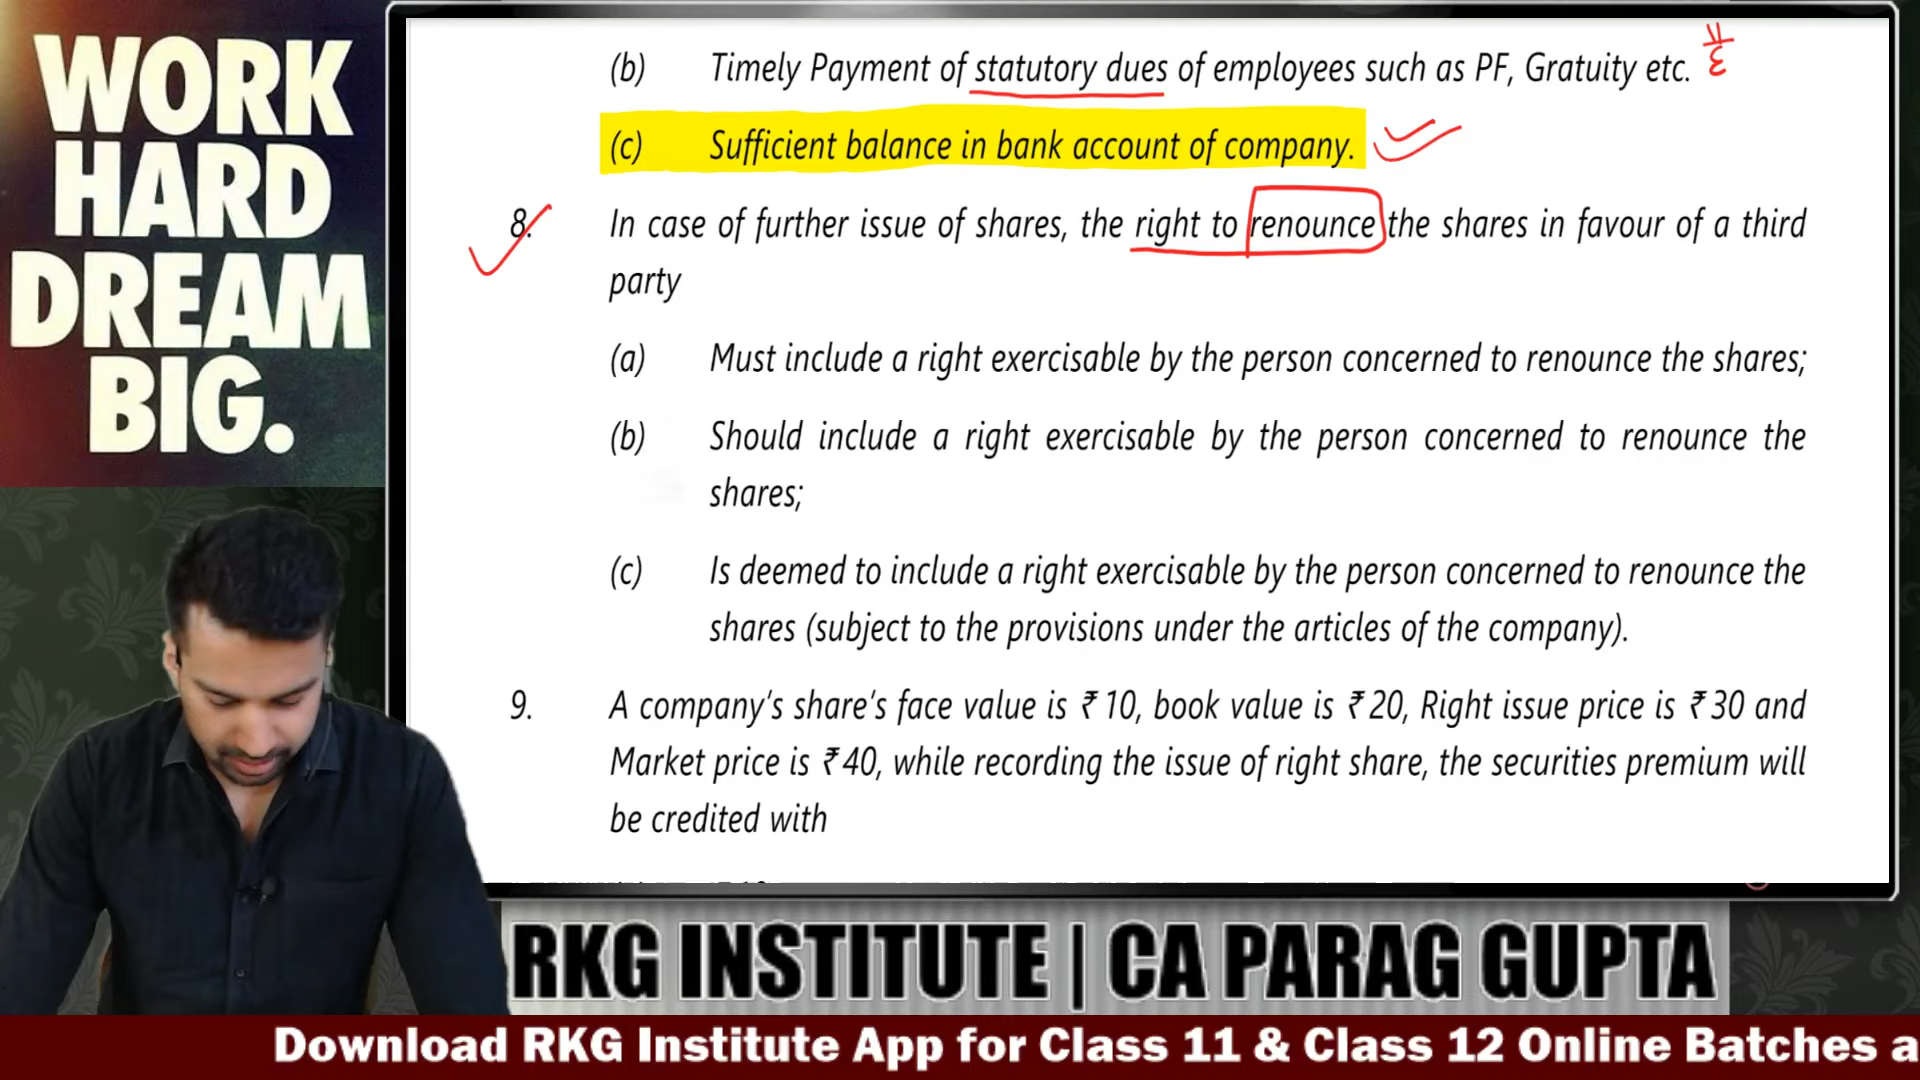 WORK
HARD
DREAM
BIG.
(b) Timely Payment of statutory dues of employees such as PF, Gratuity etc.
(c) Sufficient balance in bank account of company.
8. In case of further issue of shares, the right to renounce the shares in favour of a third
party
(a) Must include a right exercisable by the person concerned to renounce the shares;
(b) Should include a right exercisable by the person concerned to renounce the
shares;
(c) Is deemed to include a right exercisable by the person concerned to renounce the
shares (subject to the provisions under the articles of the company).
9. A company's share's face value is ₹ 10, book value is ₹ 20, Right issue price is ₹ 30 and
Market price is ₹ 40, while recording the issue of right share, the securities premium will
be credited with
RKG INSTITUTE | CA PARAG GUPTA
Download RKG Institute App for Class 11 & Class 12 Online Batches a